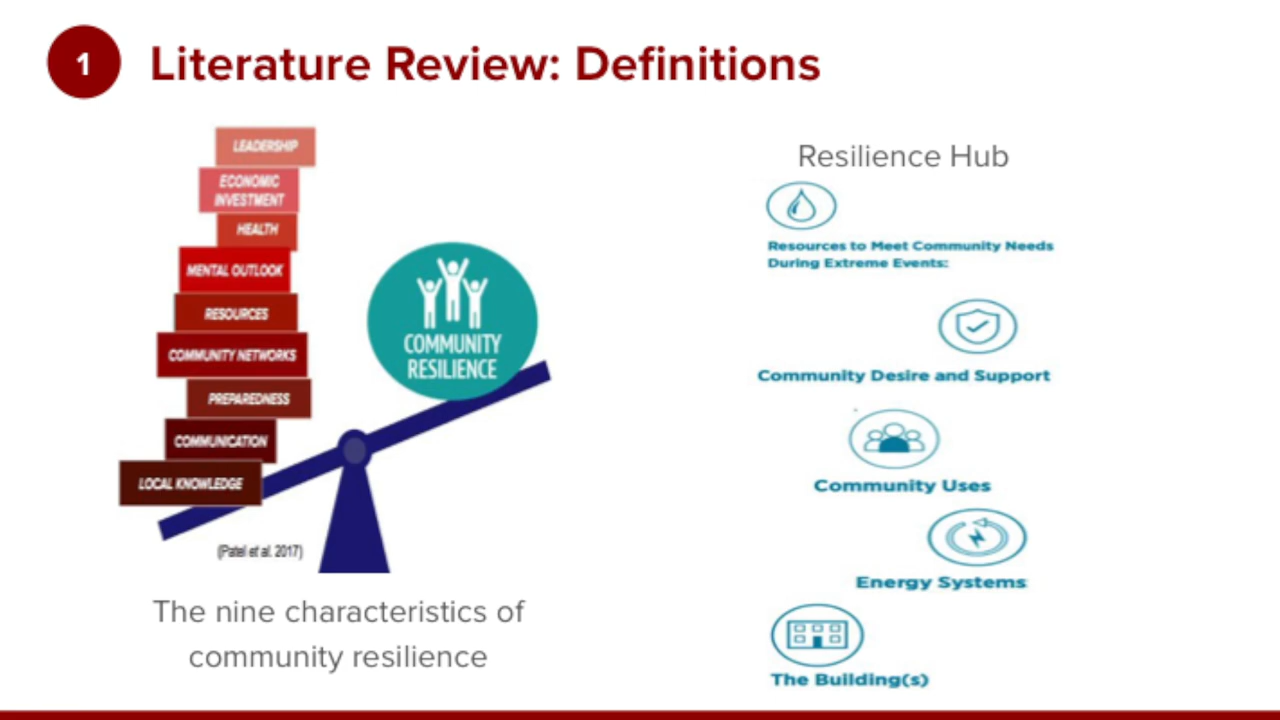 1
Literature Review: Definitions
LEADERSHIP
ECONOMIC
INVESTMENT
HEALTH
MENTAL OUTLOOK
RESOURCES
COMMUNITY NETWORKS
PREPAREDNESS
COMMUNICATION
LOCAL KNOWLEDGE
COMMUNITY
RESILIENCE
(Patel et al. 2017)
The nine characteristics of
community resilience
Resilience Hub
Resources to Meet Community Needs
During Extreme Events:
Community Desire and Support
Community Uses
Energy Systems
The Building(s)